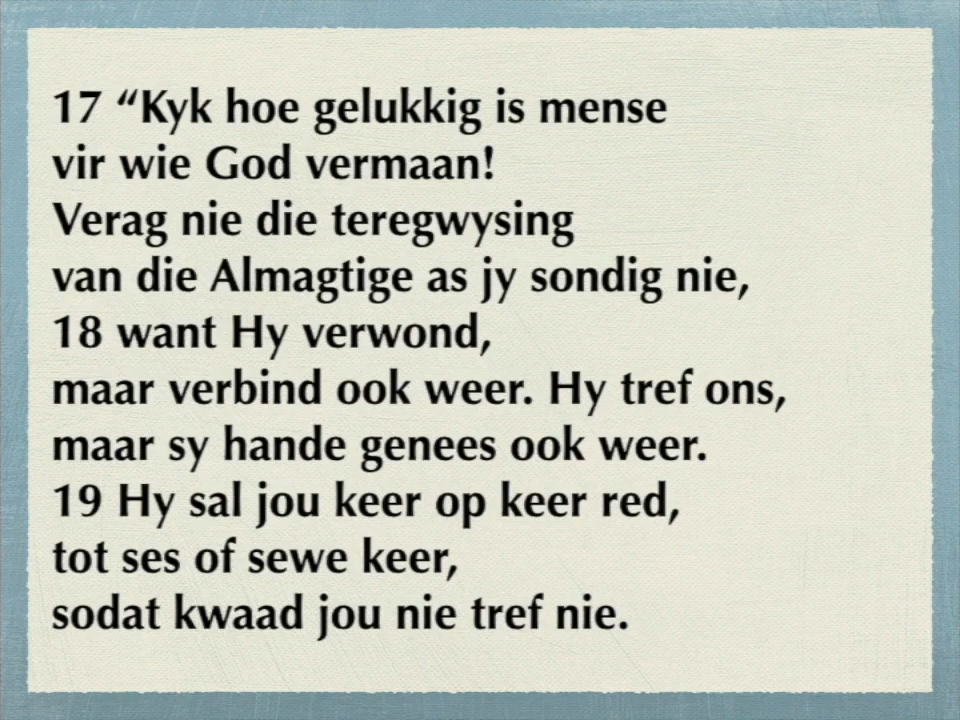 17 “Kyk hoe gelukkig is mense
vir wie God vermaan!
Verag nie die teregwysing
van die Almagtige as jy sondig nie,
18 want Hy verwond,
maar verbind ook weer. Hy tref ons,
maar sy hande genees ook weer.
19 Hy sal jou keer op keer red,
tot ses of sewe keer,
sodat kwaad jou nie tref nie.